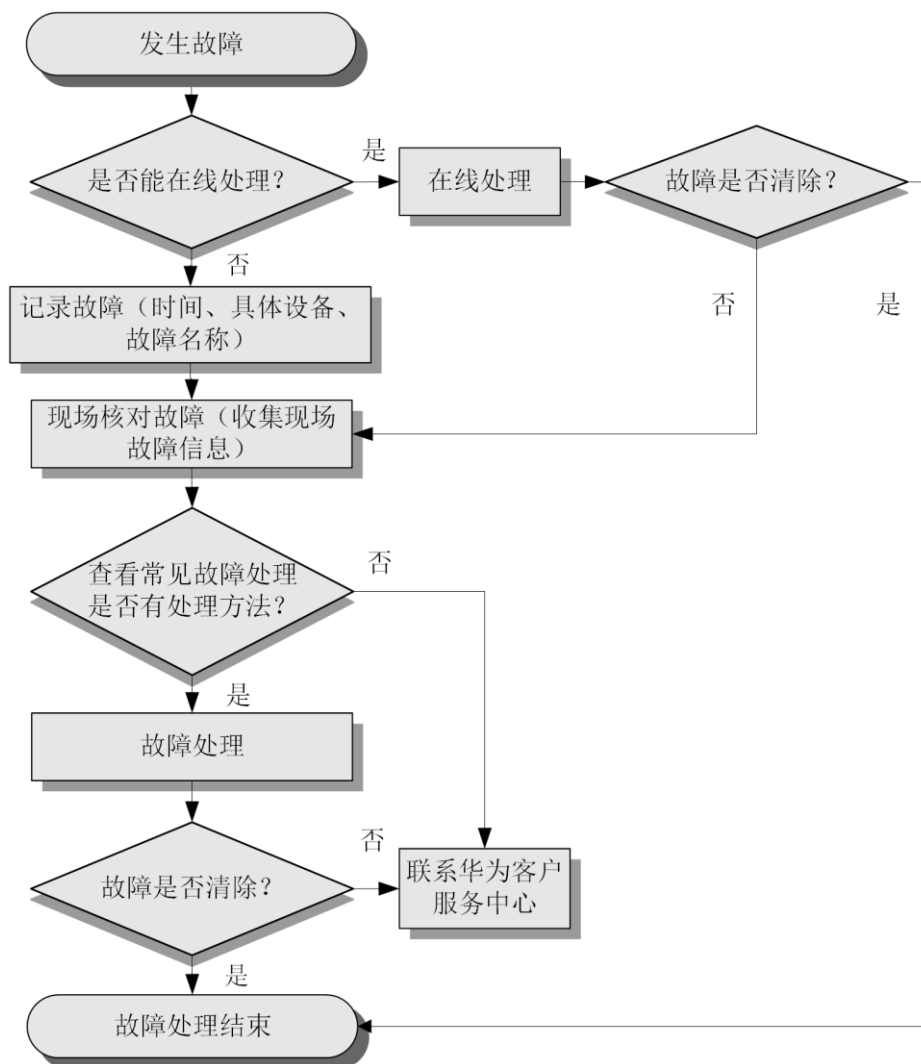 发生故障
是否能在线处理？
是
在线处理
故障是否清除？
否
否
是
记录故障（时间、具体设备、
故障名称）
现场核对故障（收集现场
故障信息）
查看常见故障处理
是否有处理方法？
否
是
故障处理
故障是否清除？
否
联系华为客户
服务中心
是
故障处理结束